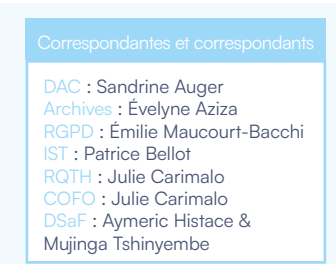 Correspondantes et correspondants
DAC : Sandrine Auger
Archives : Évelyne Aziza
RGPD : Émilie Maucourt-Bacchi
IST : Patrice Bellot
RQTH : Julie Carimalo
COFO : Julie Carimalo
DSaF : Aymeric Histace &
Mujinga Tshinyembe